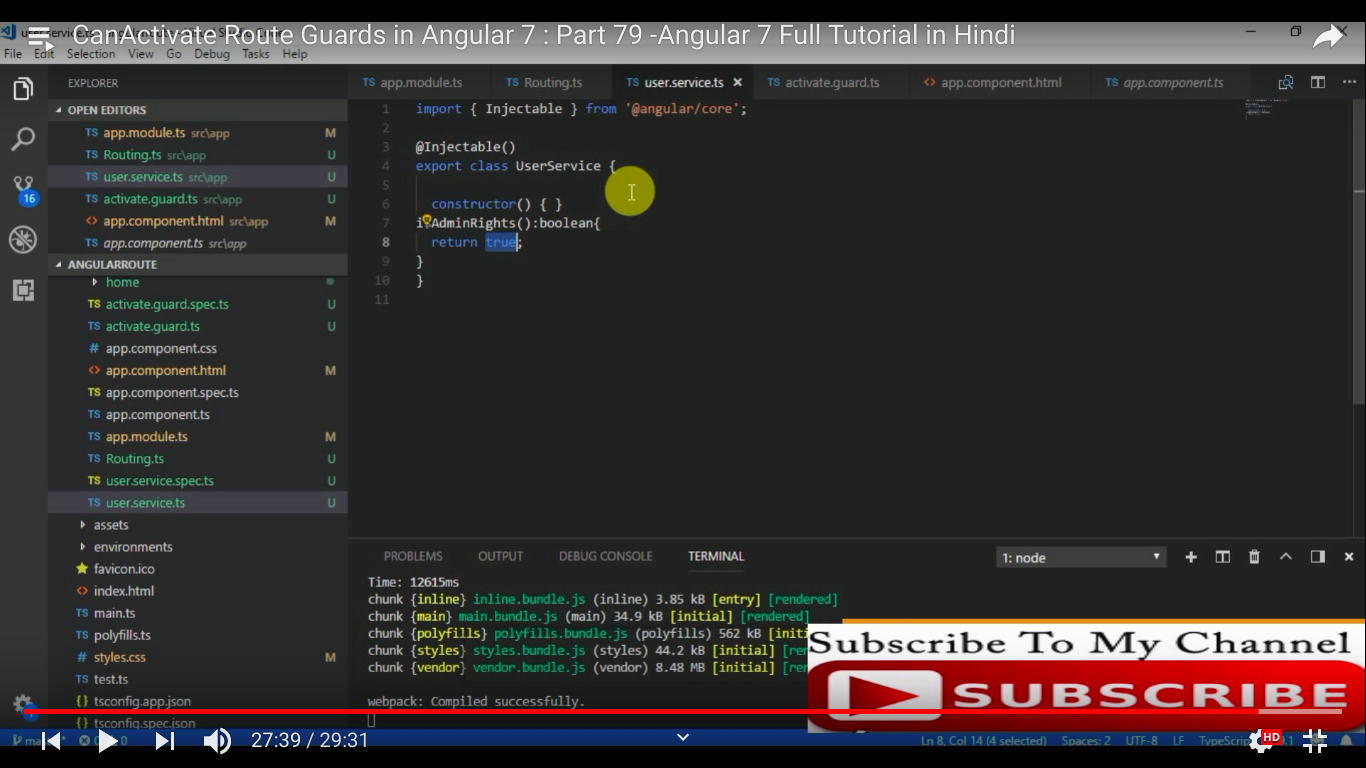 CanActivate Route Guards in Angular 7 : Part 79 -Angular 7 Full Tutorial in Hindi
File Edit Selection View Go Debug Tasks Help
EXPLORER
OPEN EDITORS
TS app.module.ts src\app M
TS Routing.ts src\app U
TS user.service.ts src\app U
TS activate.guard.ts src\app U
<> app.component.html src\app M
TS app.component.ts src\app
ANGULARROUTE
home
TS activate.guard.spec.ts U
TS activate.guard.ts U
# app.component.css
<> app.component.html M
TS app.component.spec.ts
TS app.component.ts
TS app.module.ts M
TS Routing.ts U
TS user.service.spec.ts U
TS user.service.ts U
assets
environments
favicon.ico
<> index.html
TS main.ts
TS polyfills.ts
# styles.css M
TS test.ts
{} tsconfig.app.json
{} tsconfig.spec.json
16
TS app.module.ts TS Routing.ts TS user.service.ts TS activate.guard.ts <> app.component.html TS app.component.ts
1 import { Injectable } from '@angular/core';
2
3 @Injectable()
4 export class UserService {
5
6 constructor() { }
7 AdminRights():boolean{
8 return true;
9 }
10 }
11
PROBLEMS OUTPUT DEBUG CONSOLE TERMINAL 1: node
Time: 12615ms
chunk {inline} inline.bundle.js (inline) 3.85 kB [entry] [rendered]
chunk {main} main.bundle.js (main) 34.9 kB [initial] [rendered]
chunk {polyfills} polyfills.bundle.js (polyfills) 562 kB [initi
chunk {styles} styles.bundle.js (styles) 44.2 kB [initial] [rer
chunk {vendor} vendor.bundle.js (vendor) 8.48 MB [initial] [rer
webpack: Compiled successfully.
Subscribe To My Channel
SUBSCRIBE
27:39 / 29:31
Ln 8, Col 14 (4 selected) Spaces: 2 UTF-8 LF
HD